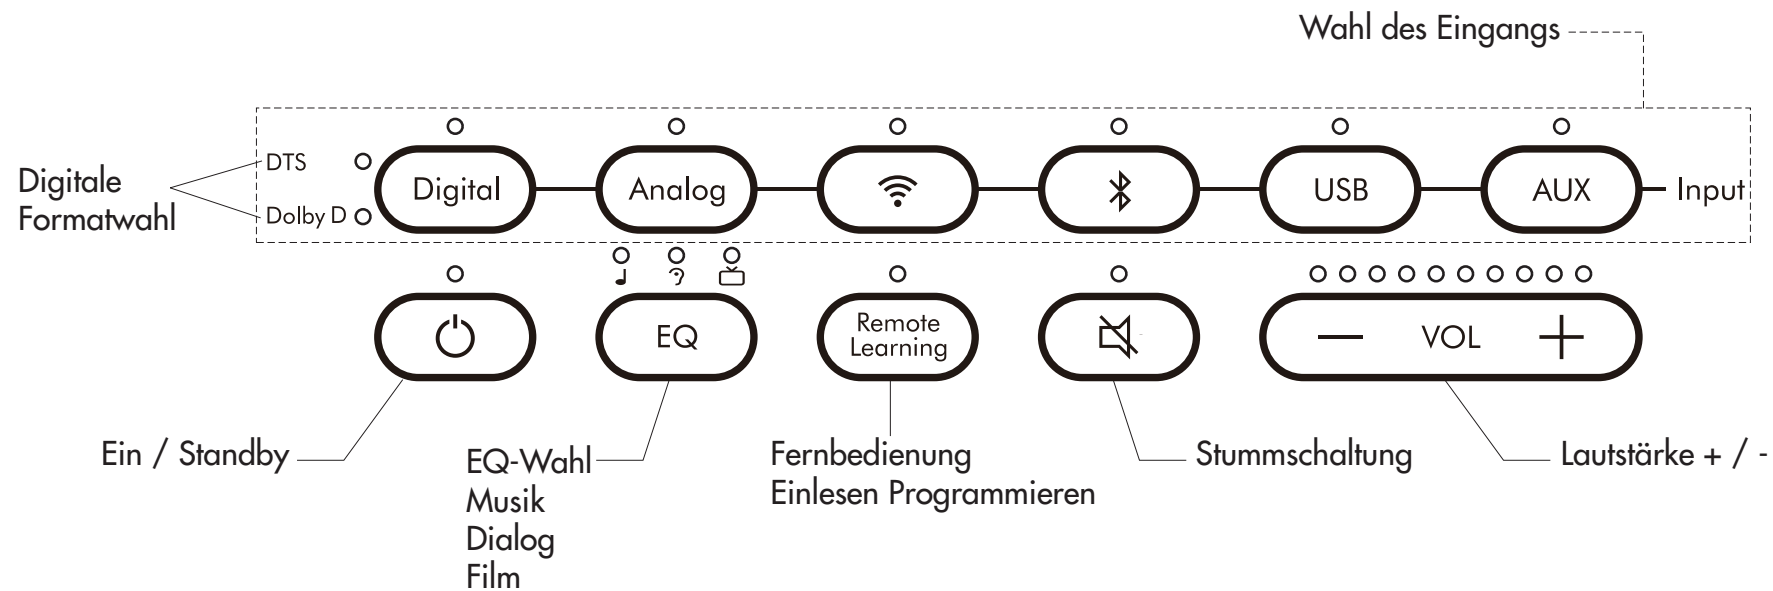 Wahl des Eingangs
DTS
Digitale
Formatwahl
Dolby D
Digital
Analog
USB
AUX
Input
EQ
Remote
Learning
VOL
Ein / Standby
EQ-Wahl
Musik
Dialog
Film
Fernbedienung
Einlesen Programmieren
Stummschaltung
Lautstärke + / -